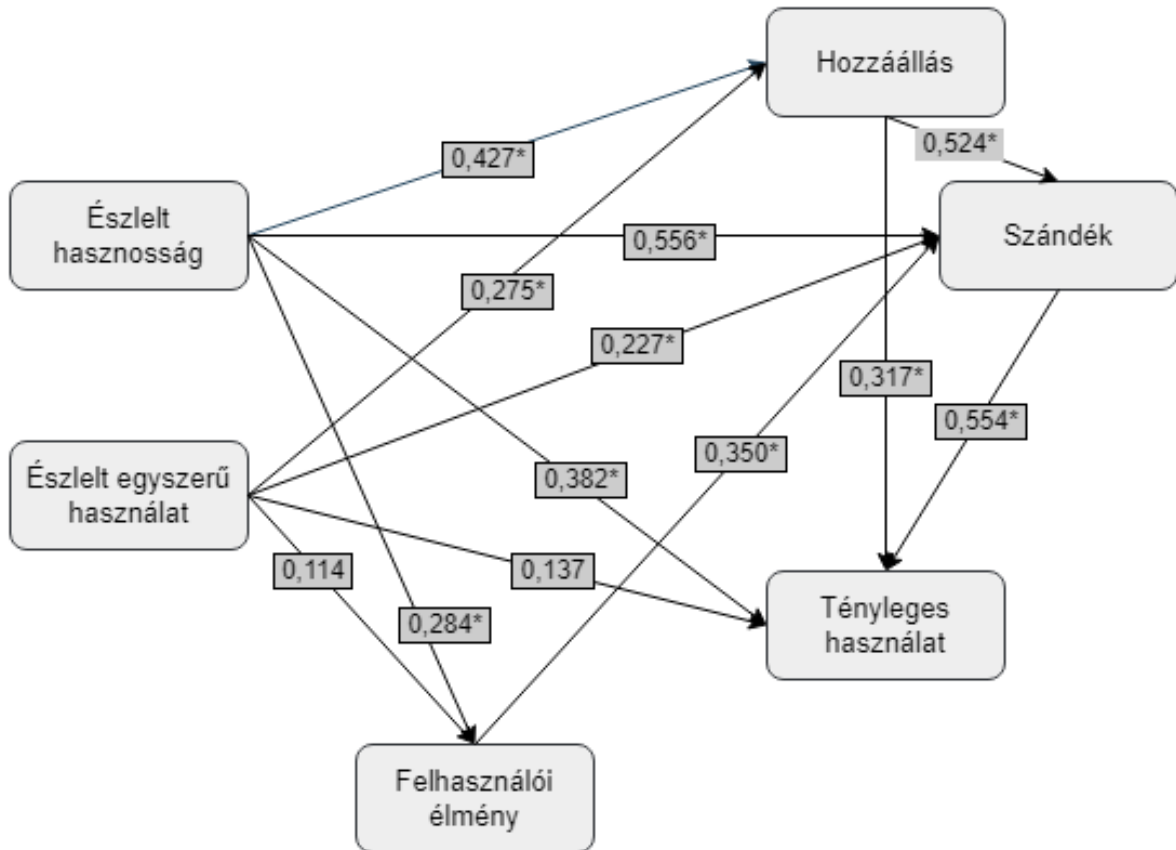 Hozzáállás
0,524*
0,427*
Észlelt
hasznosság
0,556*
Szándék
0,275*
0,227*
0,317*
0,554*
0,350*
Észlelt egyszerű
használat
0,382*
0,114
0,137
0,284*
Tényleges
használat
Felhasználói
élmény